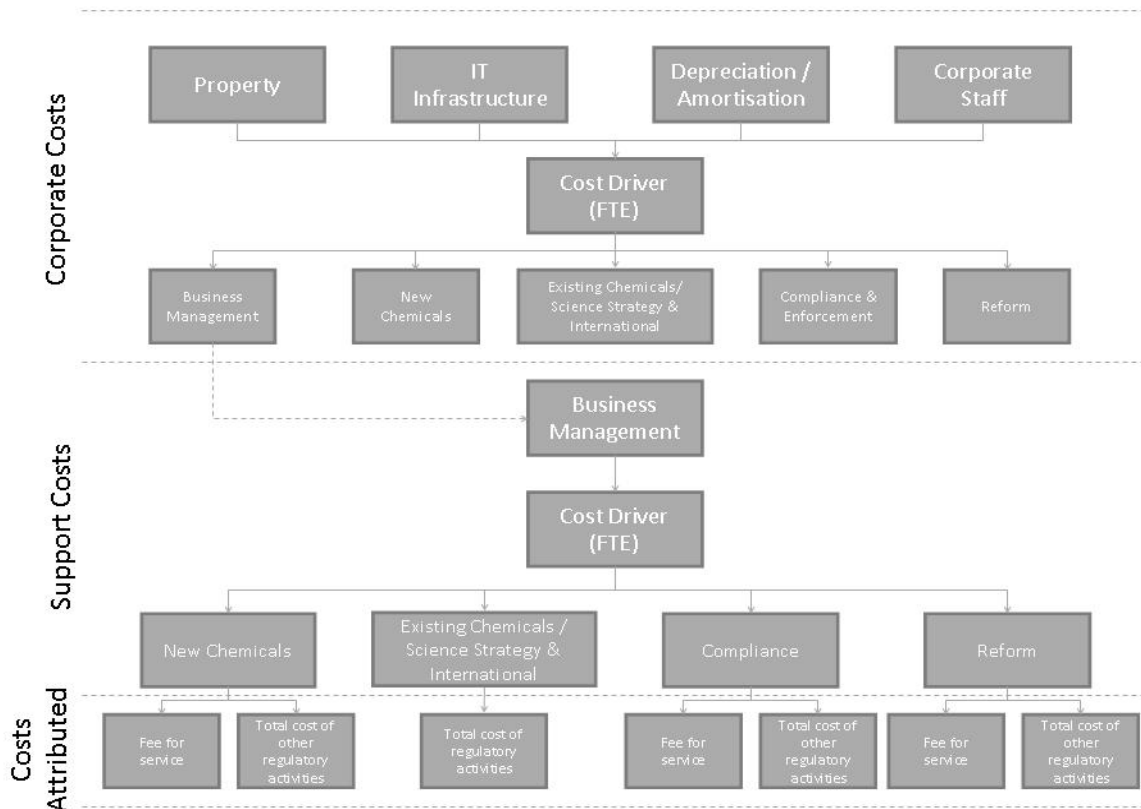 Corporate Costs
Property
IT
Infrastructure
Depreciation /
Amortisation
Corporate
Staff
Cost Driver
(FTE)
Business
Management
New
Chemicals
Existing Chemicals/
Science Strategy &
International
Compliance &
Enforcement
Reform
Support Costs
Business
Management
Cost Driver
(FTE)
New Chemicals
Existing Chemicals /
Science Strategy &
International
Compliance
Reform
Costs
Attributed
Fee for
service
Total cost of
other
regulatory
activities
Total cost of
regulatory
activities
Fee for
service
Total cost of
other
regulatory
activities
Fee for
service
Total cost of
other
regulatory
activities